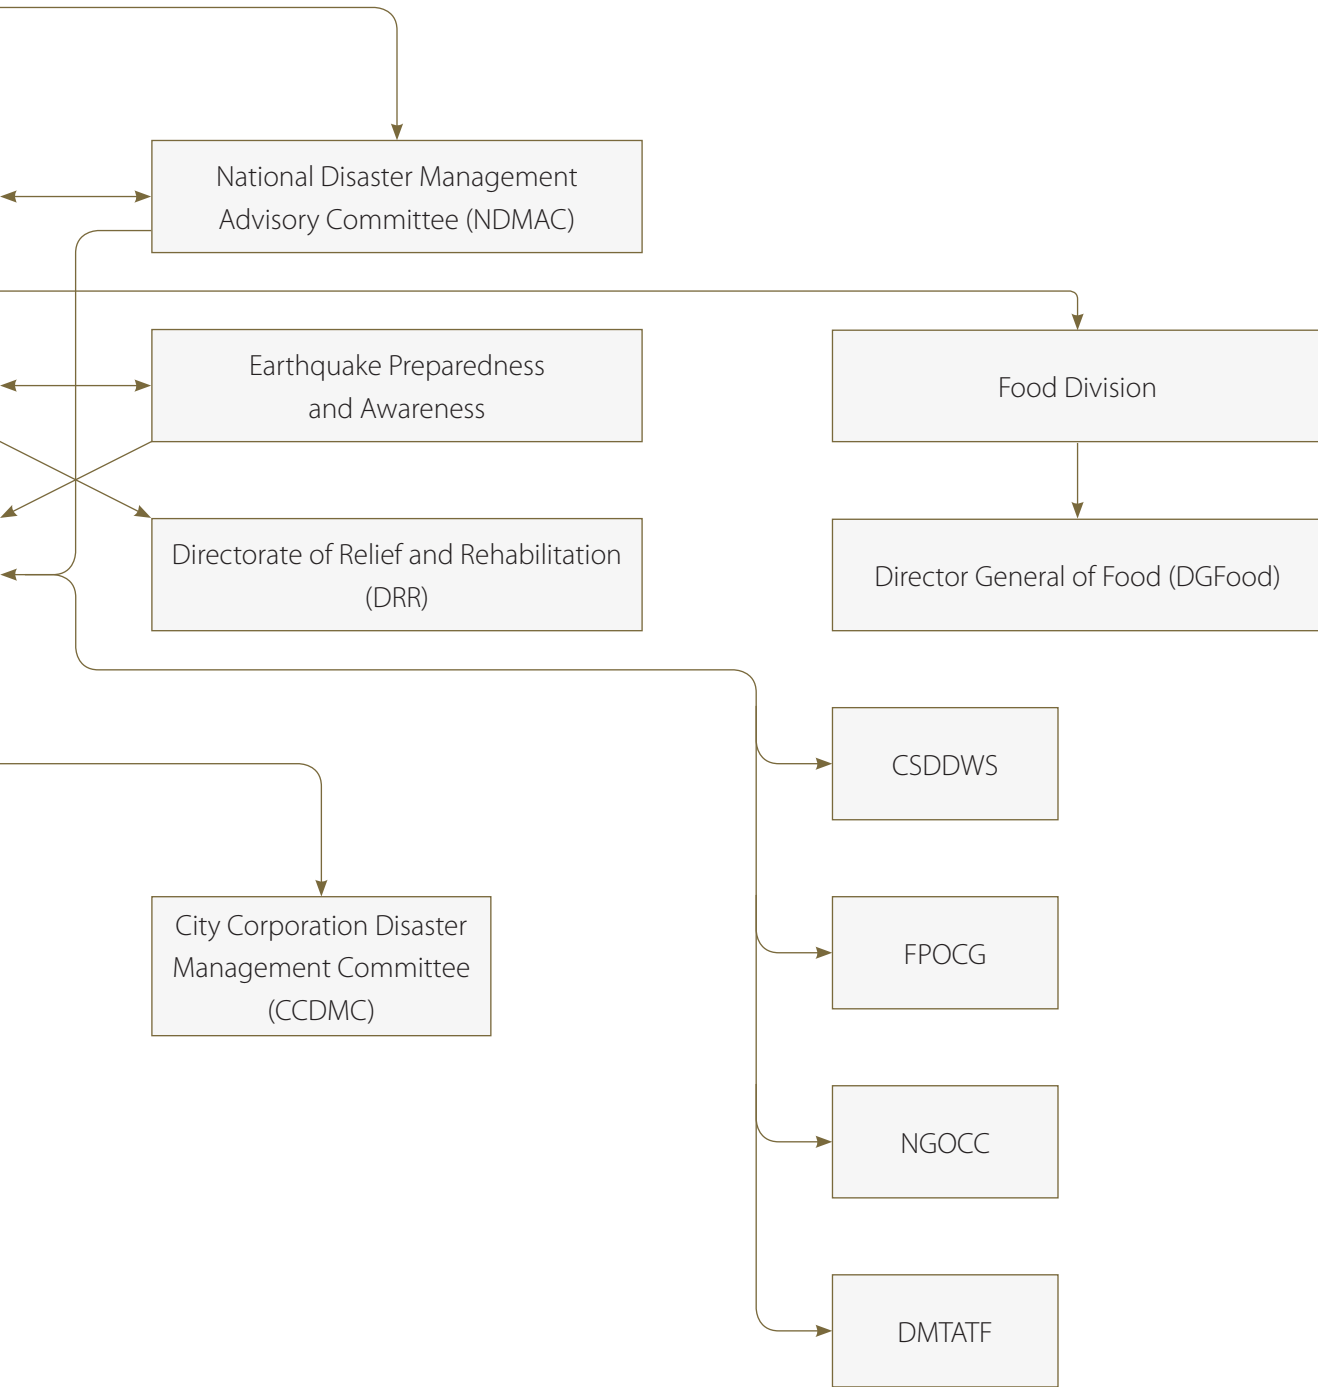 National Disaster Management
Advisory Committee (NDMAC)
Earthquake Preparedness
and Awareness
Food Division
Directorate of Relief and Rehabilitation
(DRR)
Director General of Food (DGFood)
CSDDWS
City Corporation Disaster
Management Committee
(CCDMC)
FPOCG
NGOCC
DMTATF